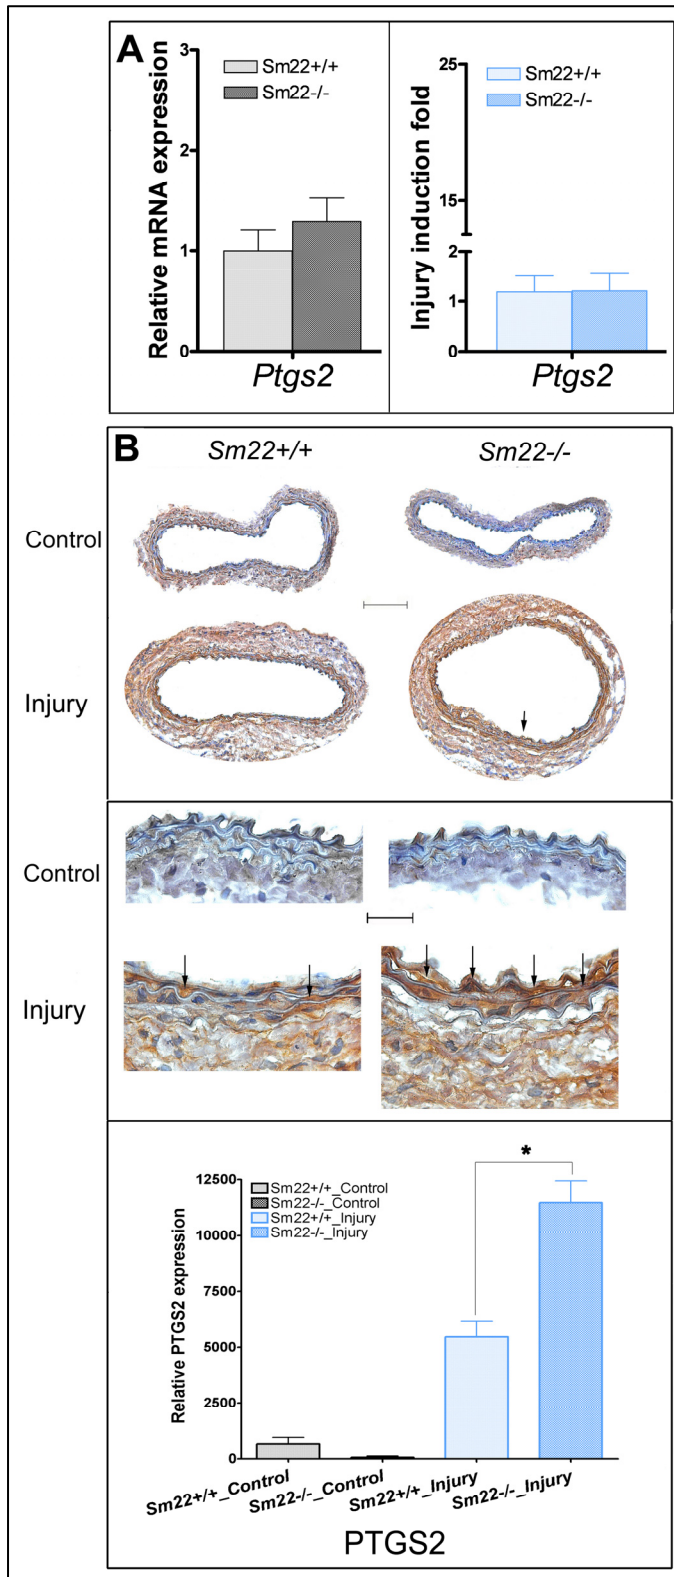 A
Sm22+/+
Sm22-/-
Relative mRNA expression
3
2
1
0
Ptgs2
Sm22+/+
Sm22-/-
Injury induction fold
25
15
2
1
0
Ptgs2
B
Sm22+/+ Sm22-/-
Control
Injury
Control
Injury
*
Sm22+/+_Control
Sm22-/-_Control
Sm22+/+_Injury
Sm22-/-_Injury
Relative PTGS2 expression
12500
10000
7500
5000
2500
0
Sm22+/+_Control
Sm22-/-_Control
Sm22+/+_Injury
Sm22-/-_Injury
PTGS2